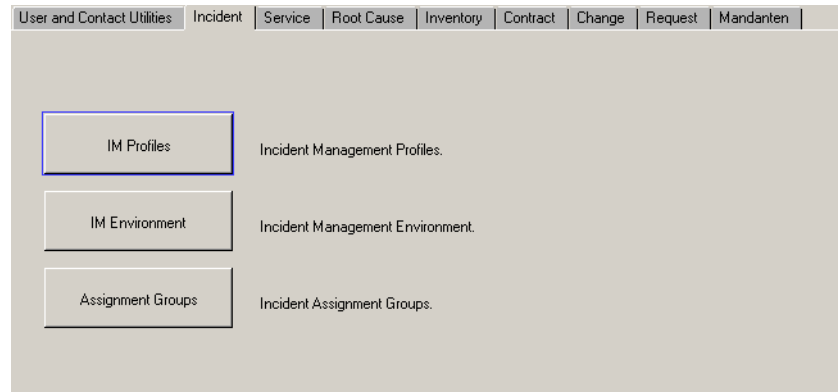 User and Contact Utilities Incident Service Root Cause Inventory Contract Change Request Mandanten
IM Profiles Incident Management Profiles.
IM Environment Incident Management Environment.
Assignment Groups Incident Assignment Groups.